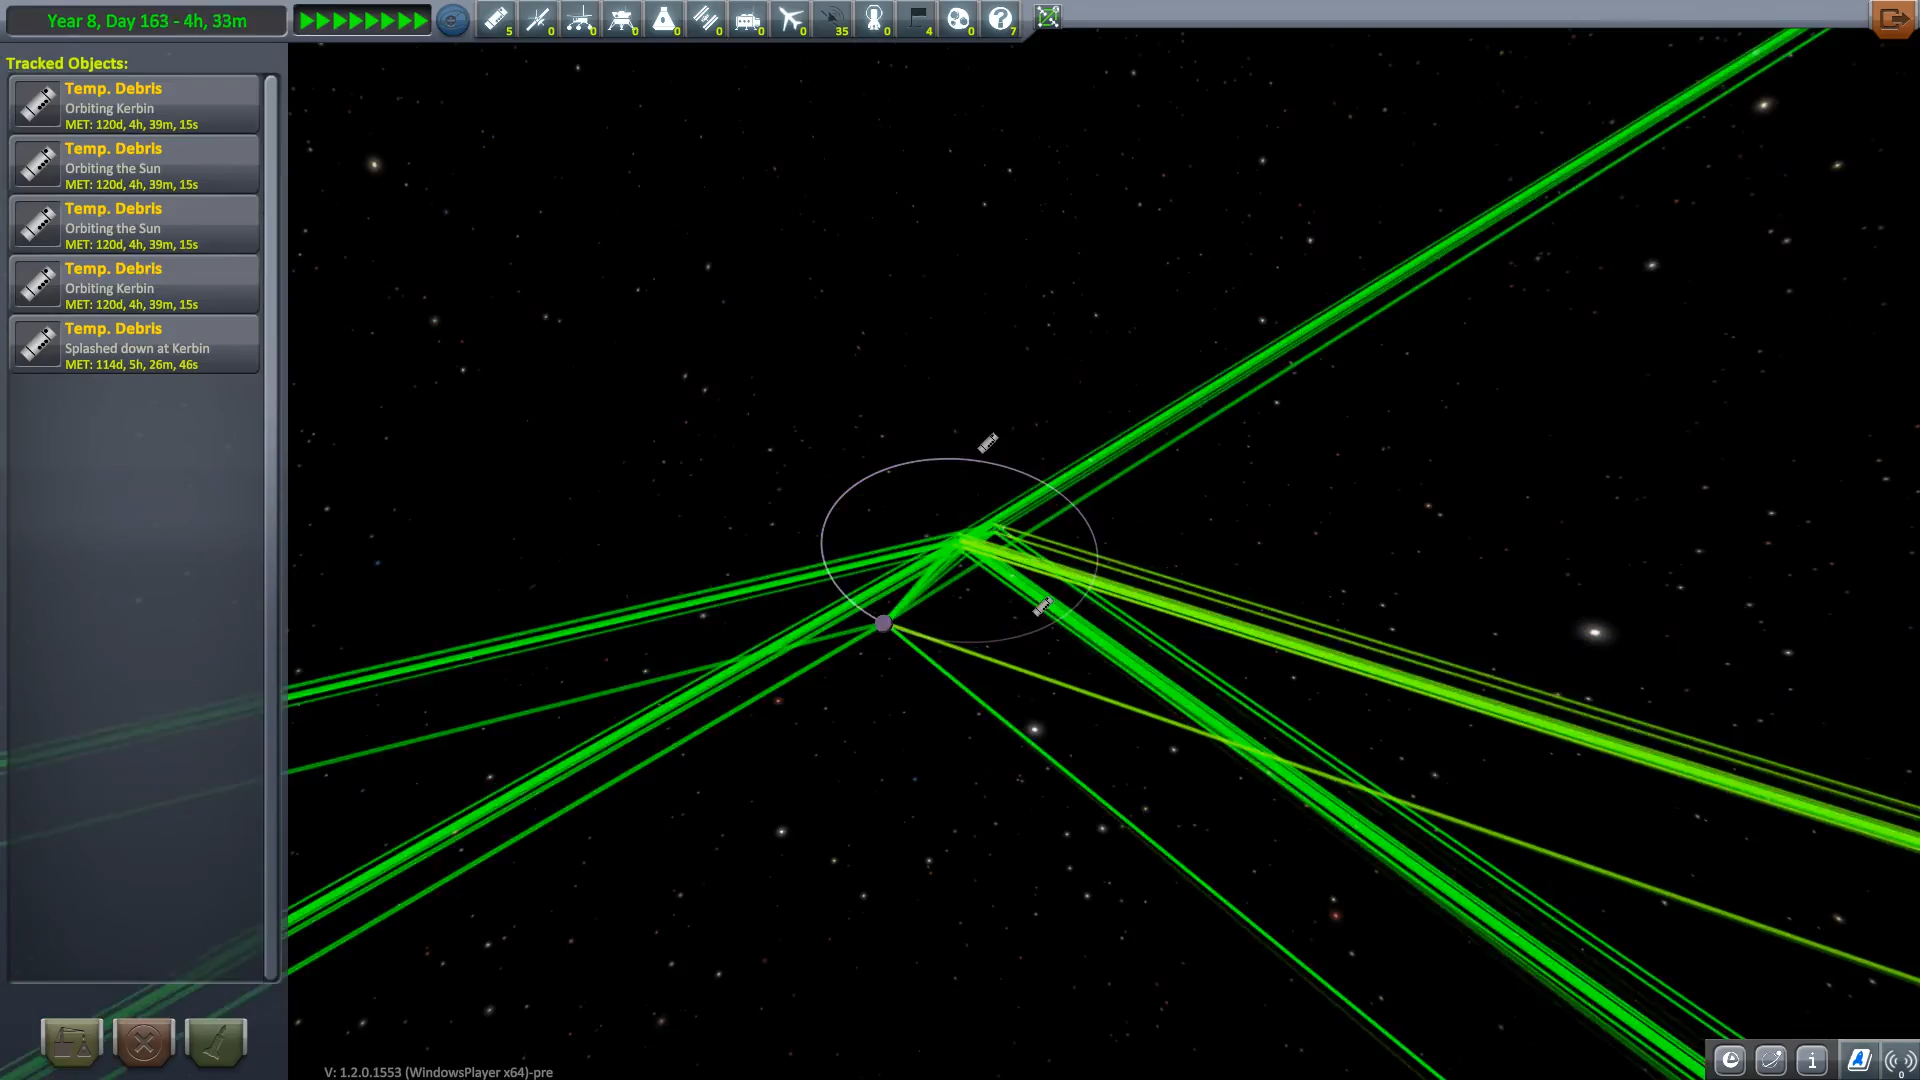 Year 8, Day 163 - 4h, 33m
5 0 0 0 0 0 0 0 35 0 4 0 7
Tracked Objects:
Temp. Debris
Orbiting Kerbin
MET: 120d, 4h, 39m, 15s
Temp. Debris
Orbiting the Sun
MET: 120d, 4h, 39m, 15s
Temp. Debris
Orbiting the Sun
MET: 120d, 4h, 39m, 15s
Temp. Debris
Orbiting Kerbin
MET: 120d, 4h, 39m, 15s
Temp. Debris
Splashed down at Kerbin
MET: 114d, 5h, 26m, 46s
V: 1.2.0.1553 (WindowsPlayer x64)-pre
0